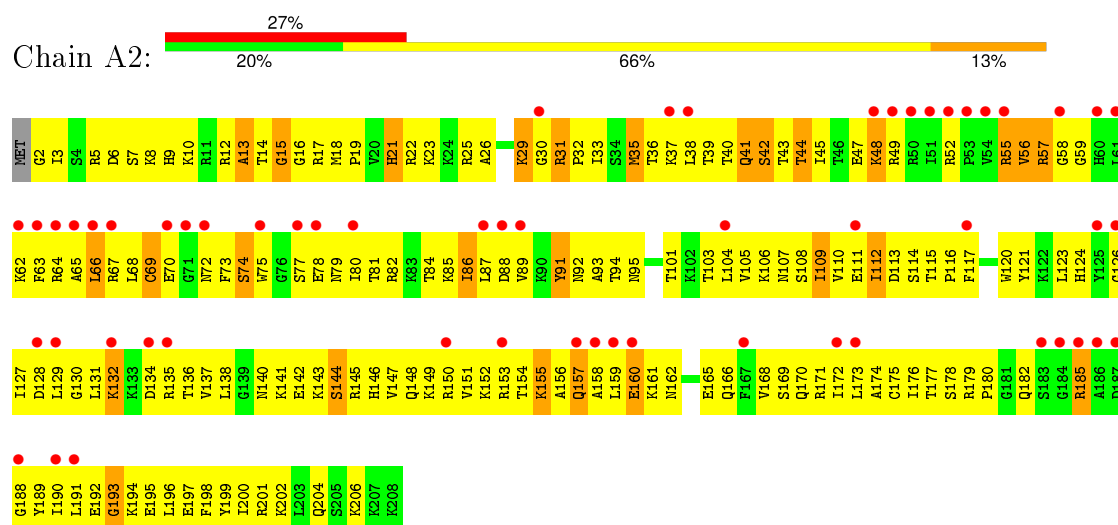 27%
Chain A2:
20% 66% 13%
MET G2 I3 S4 R5 D6 S7 K8 H9 K10 R11 R12 A13 T14 G15 G16 R17 M18 P19 V20 H21 R22 K23 K24 R25 A26 K29 G30 R31 P32 I33 S34 M35 T36 K37 L38 T39 T40 Q41 S42 T43 T44 I45 T46 E47 K48 R49 R50 I51 R52 P53 V54 R55 V56 R57 G58 G59 H60 I61
K62 F63 R64 A65 L66 R67 L68 C69 E70 G71 N72 F73 S74 W75 G76 S77 E78 N79 I80 T81 R82 K83 T84 K85 I86 L87 D88 V89 K90 Y91 N92 A93 T94 N95 T101 K102 T103 L104 V105 K106 N107 S108 I109 V110 E111 I112 D113 S114 T115 P116 F117 W120 Y121 K122 L123 H124 Y125 G126
I127 D128 L129 G130 L131 K132 K133 D134 R135 T136 V137 L138 G139 N140 K141 E142 K143 S144 R145 H146 V147 Q148 K149 R150 V151 K152 R153 T154 K155 A156 Q157 A158 L159 E160 K161 N162 E165 Q166 F167 V168 S169 Q170 R171 I172 L173 A174 C175 I176 T177 S178 R179 P180 G181 Q182 S183 G184 R185 A186 D187
G188 Y189 I190 L191 E192 G193 K194 E195 L196 E197 F198 Y199 I200 R201 K202 L203 Q204 S205 K206 K207 K208